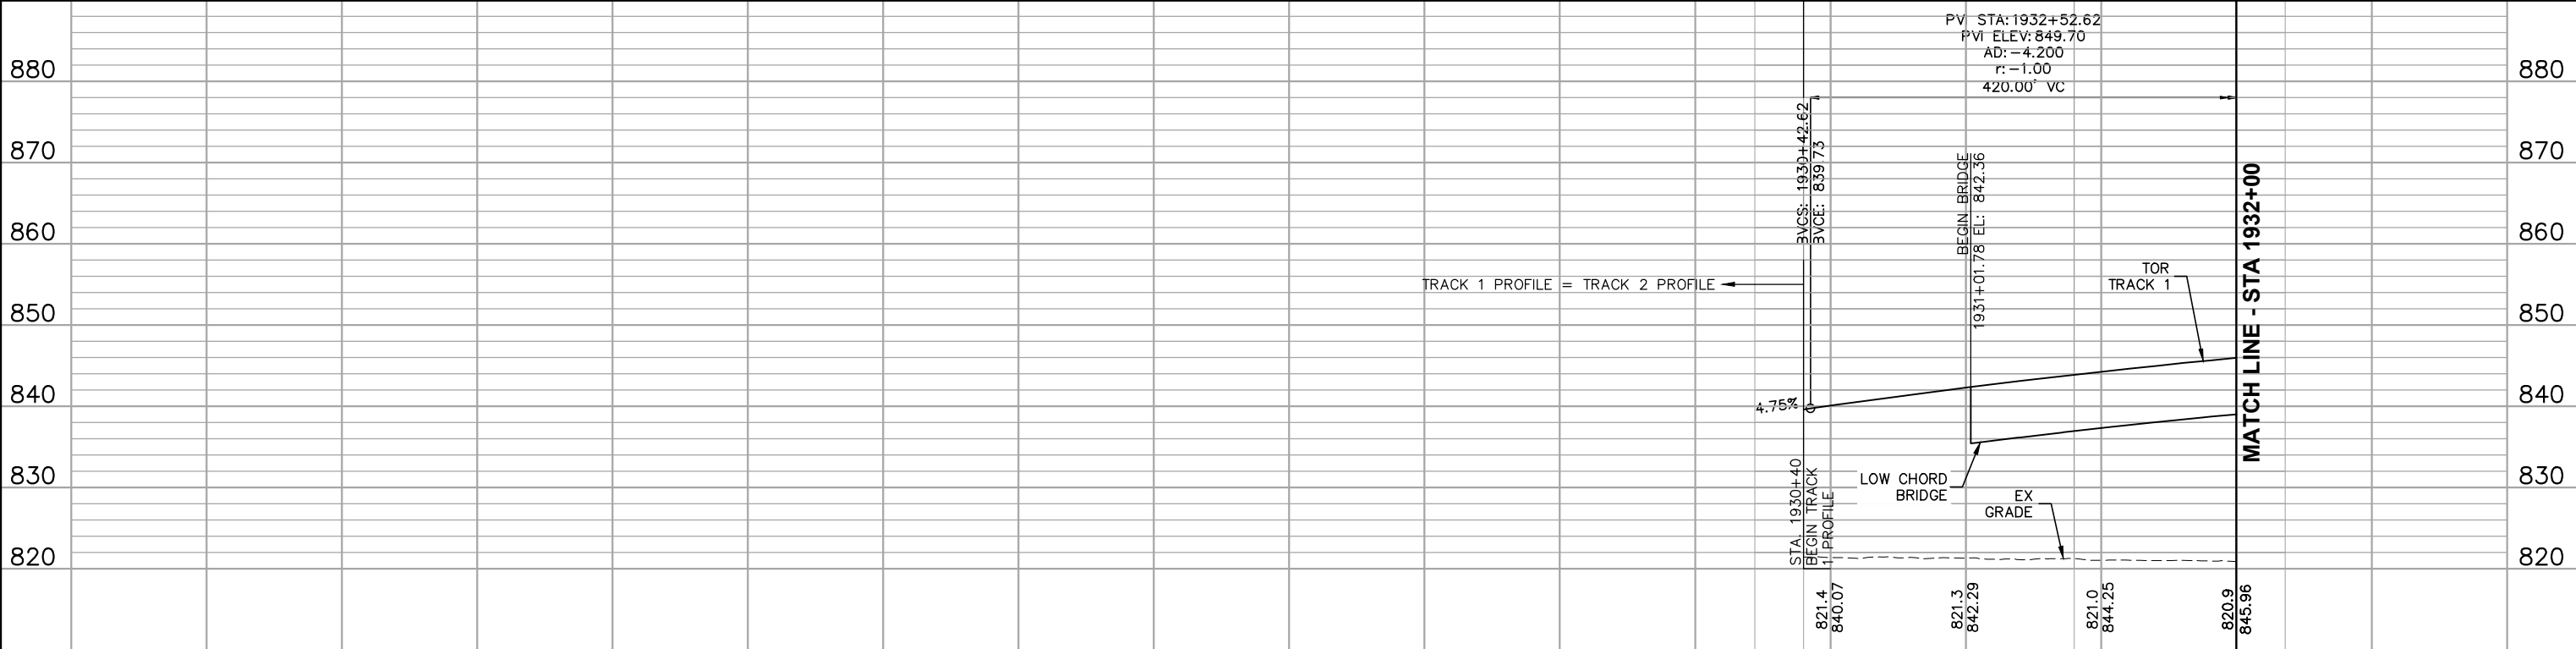 PV STA: 1932+52.62
PVI ELEV: 849.70
AD: -4.200
r: -1.00
420.00' VC
880
880
870
870
860
860
850
850
840
840
830
830
820
820
BVCS: 1930+42.62
BVCE: 839.73
BEGIN BRIDGE
1931+01.78 EL: 842.36
MATCH LINE - STA 1932+00
TRACK 1 PROFILE = TRACK 2 PROFILE
TOR
TRACK 1
4.75%
LOW CHORD
BRIDGE
EX
GRADE
STA. 1930+40
BEGIN TRACK
1 PROFILE
821.4
840.07
821.3
842.29
821.0
844.25
820.9
845.96